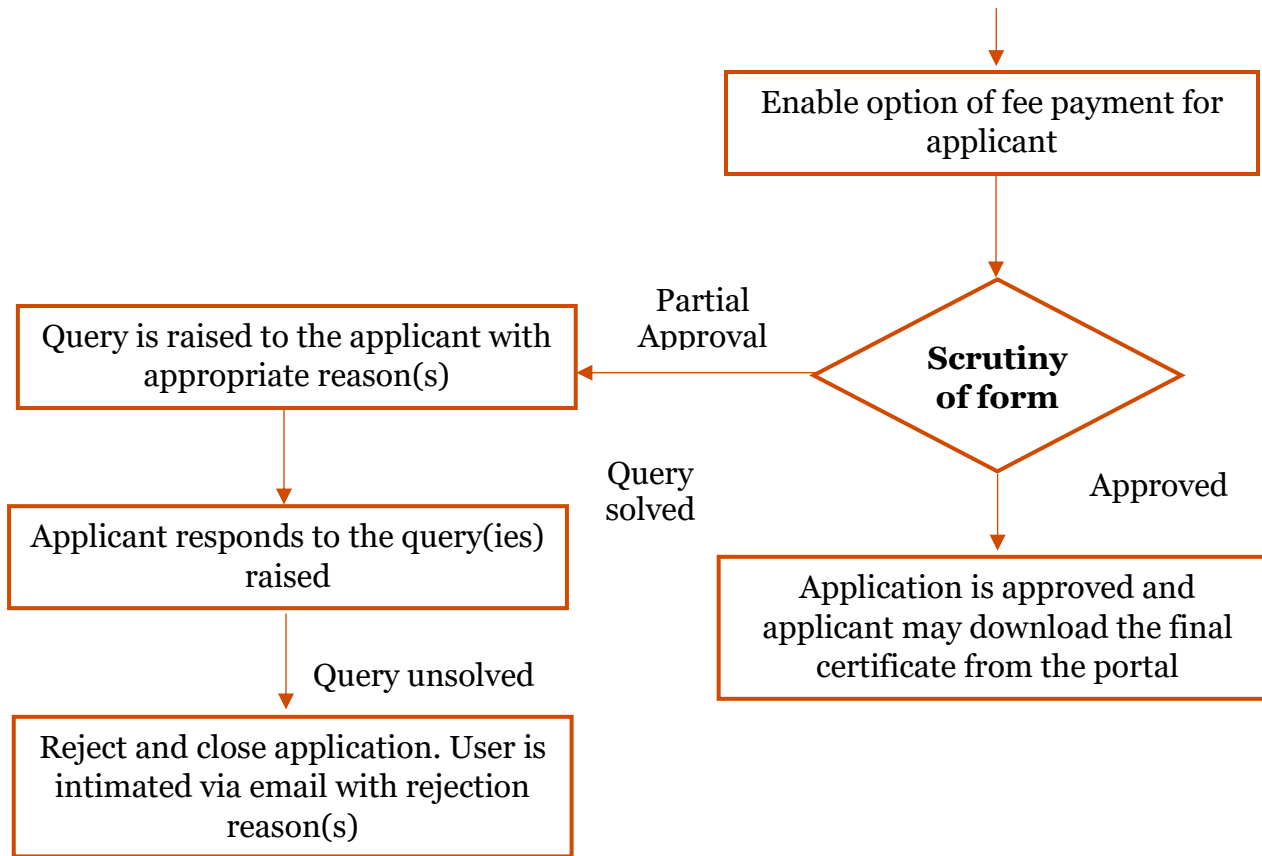 Enable option of fee payment for
applicant
Partial
Approval
Query is raised to the applicant with
appropriate reason(s)
Scrutiny
of form
Query
solved
Approved
Applicant responds to the query(ies)
raised
Application is approved and
applicant may download the final
certificate from the portal
Query unsolved
Reject and close application. User is
intimated via email with rejection
reason(s)